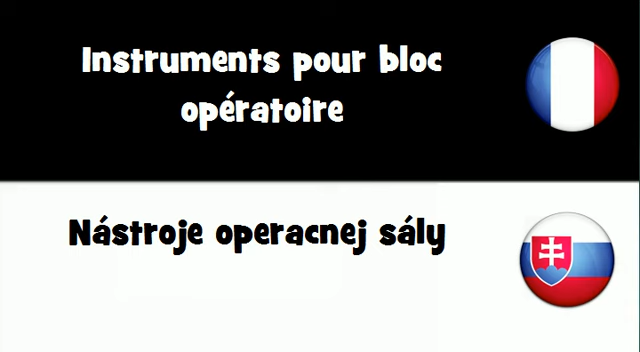 Instruments pour bloc
opératoire
Nástroje operacnej sály